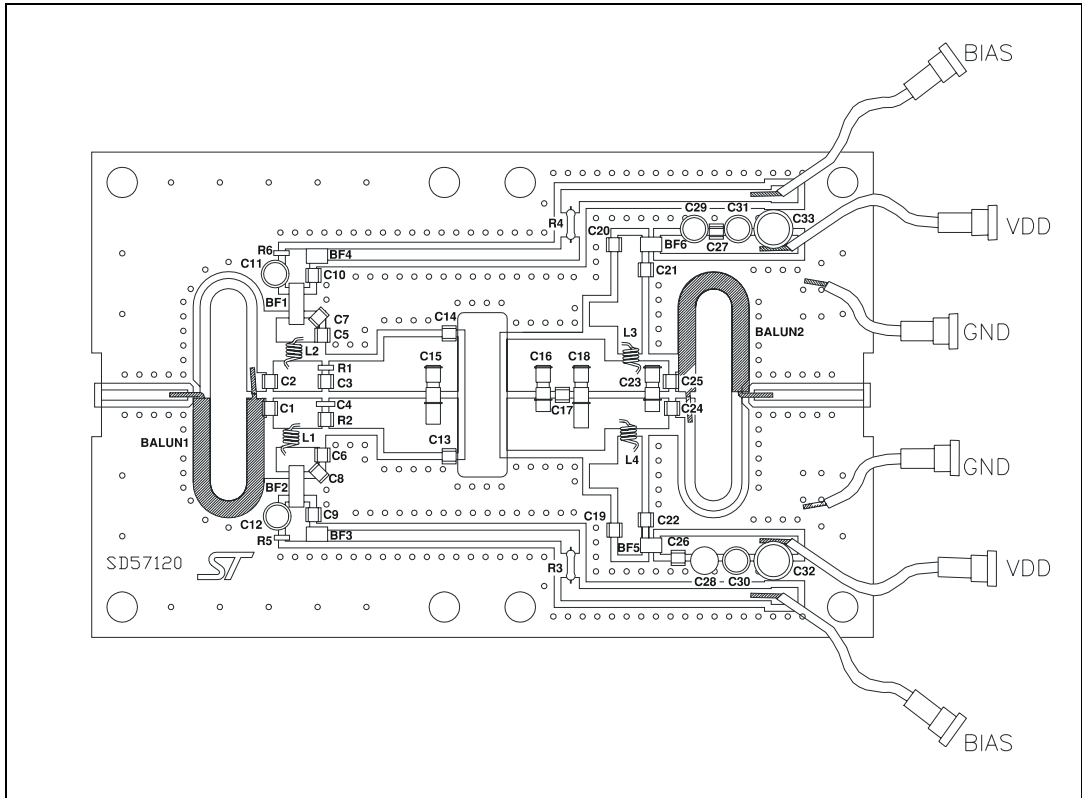 BIAS
C29 C31 C33
R4
VDD
C20
BF6 C27
R6 BF4
C11 C10
C21
BF1
C7
C5
C14
L3
BALUN2
GND
L2
C15 C16 C18
R1
C2 C3
C23 C25
C17
C1 C4
R2
C24
BALUN1
L1
C13
L4
C6
C8
GND
BF2
C12 C9
C19 C22
R5 BF3
BF5 C26
SD57120 ST
R3
C28 - C30 C32
VDD
BIAS